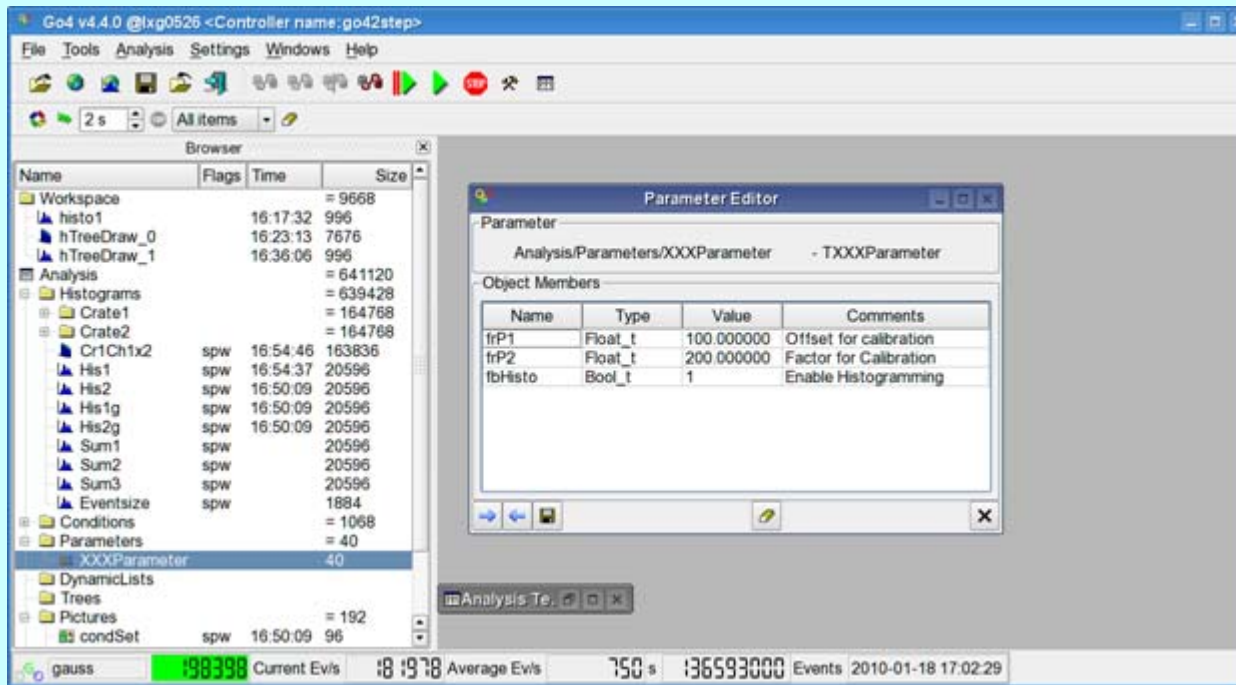 Go4 v4.4.0 @lxg0526 <Controller name:go42step>
File Tools Analysis Settings Windows Help
STOP
2 s All items
Browser
Name Flags Time Size
Workspace = 9668
histo1 16:17:32 996
hTreeDraw_0 16:23:13 7676
hTreeDraw_1 16:36:06 996
Analysis = 641120
Histograms = 639428
Crate1 = 164768
Crate2 = 164768
Cr1Ch1x2 spw 16:54:46 163836
His1 spw 16:54:37 20596
His2 spw 16:50:09 20596
His1g spw 16:50:09 20596
His2g spw 16:50:09 20596
Sum1 spw 20596
Sum2 spw 20596
Sum3 spw 20596
Eventsize spw 1884
Conditions = 1068
Parameters = 40
XXXParameter 40
DynamicLists
Trees
Pictures = 192
condSet spw 16:50:09 96
Parameter Editor
Parameter
Analysis/Parameters/XXXParameter - TXXXParameter
Object Members
Name Type Value Comments
frP1 Float_t 100.000000 Offset for calibration
frP2 Float_t 200.000000 Factor for Calibration
fbHisto Bool_t 1 Enable Histogramming
Analysis Te.
gauss 198398 Current Ev/s 181978 Average Ev/s 750 s 136593000 Events 2010-01-18 17:02:29